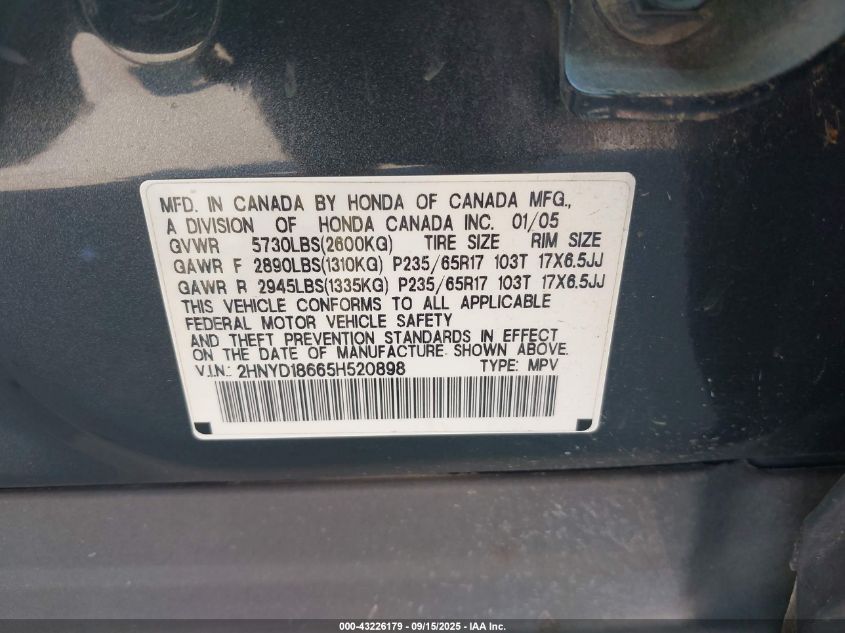 MFD. IN CANADA BY HONDA OF CANADA MFG.,
A DIVISION OF HONDA CANADA INC. 01/05
GVWR 5730LBS(2600KG) TIRE SIZE RIM SIZE
GAWR F 2890LBS(1310KG) P235/65R17 103T 17X6.5JJ
GAWR R 2945LBS(1335KG) P235/65R17 103T 17X6.5JJ
THIS VEHICLE CONFORMS TO ALL APPLICABLE
FEDERAL MOTOR VEHICLE SAFETY
AND THEFT PREVENTION STANDARDS IN EFFECT
ON THE DATE OF MANUFACTURE SHOWN ABOVE.
V.I.N.: 2HNYD18665H520898 TYPE: MPV
000-43226179 - 09/15/2025 - IAA Inc.